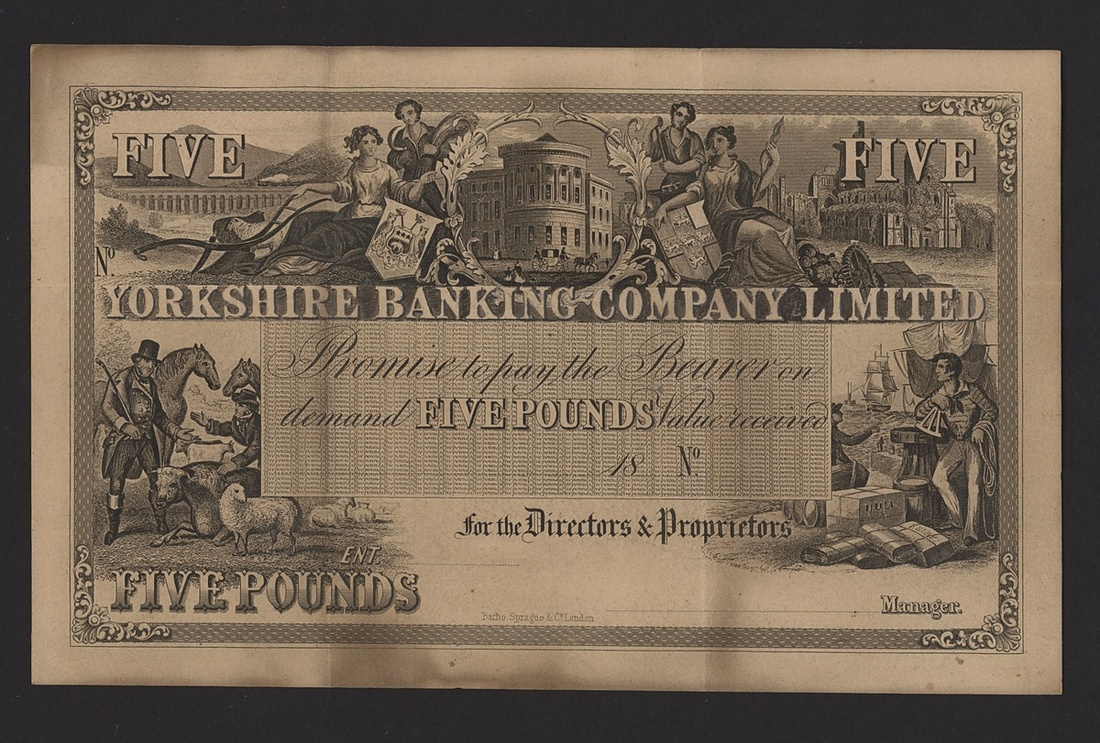 FIVE FIVE
No.
YORKSHIRE BANKING COMPANY LIMITED
I Promise to pay the Bearer on
demand FIVE POUNDS Value received
18 No.
For the Directors & Proprietors
HULL
ENT.
FIVE POUNDS
Manager.
Batho, Sprague & Co. London